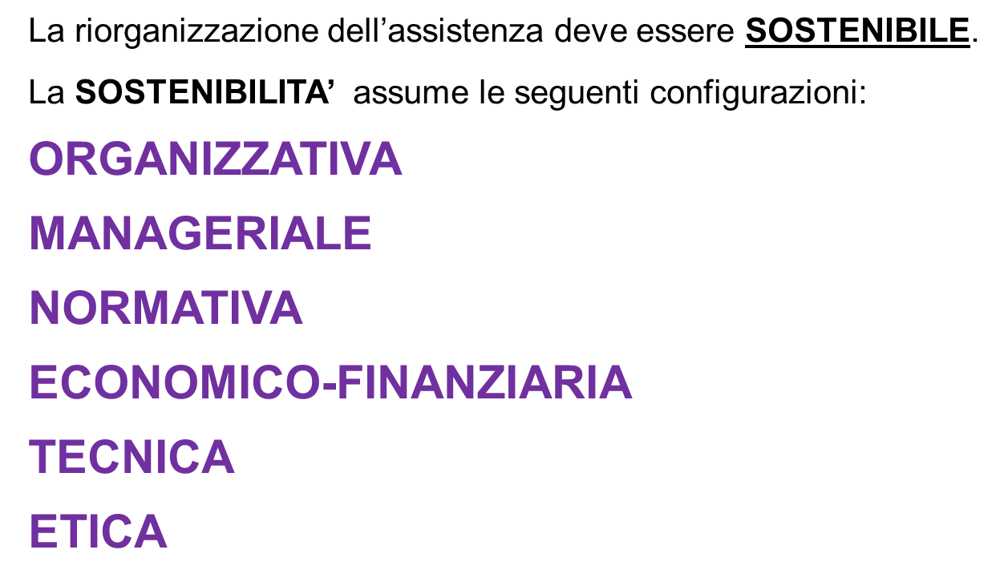 La riorganizzazione dell’assistenza deve essere SOSTENIBILE.
La SOSTENIBILITA’ assume le seguenti configurazioni:
ORGANIZZATIVA
MANAGERIALE
NORMATIVA
ECONOMICO-FINANZIARIA
TECNICA
ETICA